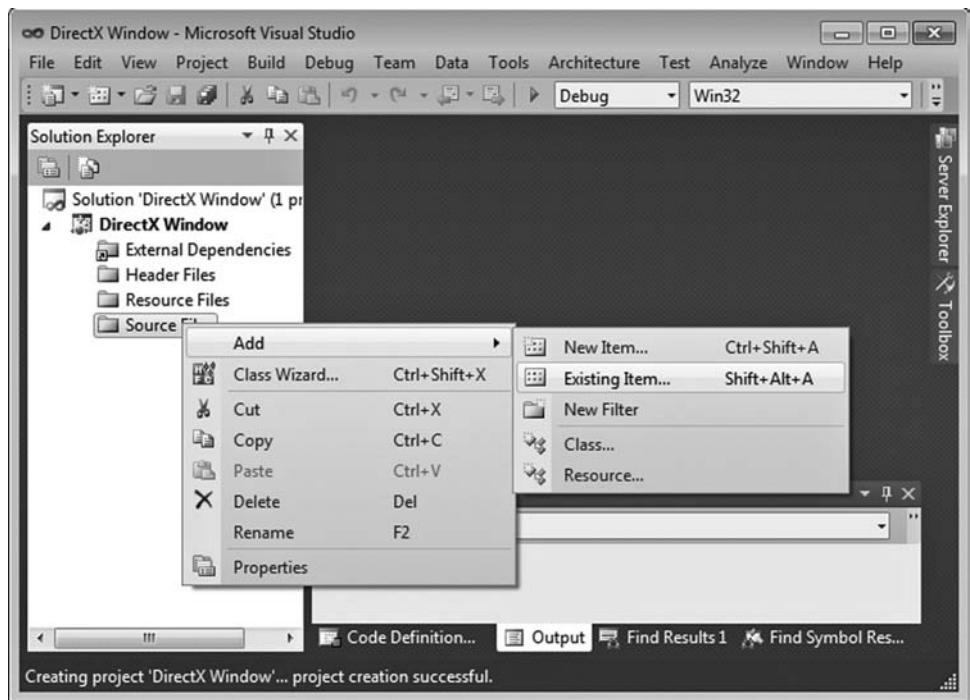 DirectX Window - Microsoft Visual Studio
File Edit View Project Build Debug Team Data Tools Architecture Test Analyze Window Help
Debug Win32
Solution Explorer
Solution 'DirectX Window' (1 pr
DirectX Window
External Dependencies
Header Files
Resource Files
Source
Add
Class Wizard... Ctrl+Shift+X
Cut Ctrl+X
Copy Ctrl+C
Paste Ctrl+V
Delete Del
Rename F2
Properties
New Item... Ctrl+Shift+A
Existing Item... Shift+Alt+A
New Filter
Class...
Resource...
Server Explorer
Toolbox
Code Definition... Output Find Results 1 Find Symbol Res...
Creating project 'DirectX Window'... project creation successful.